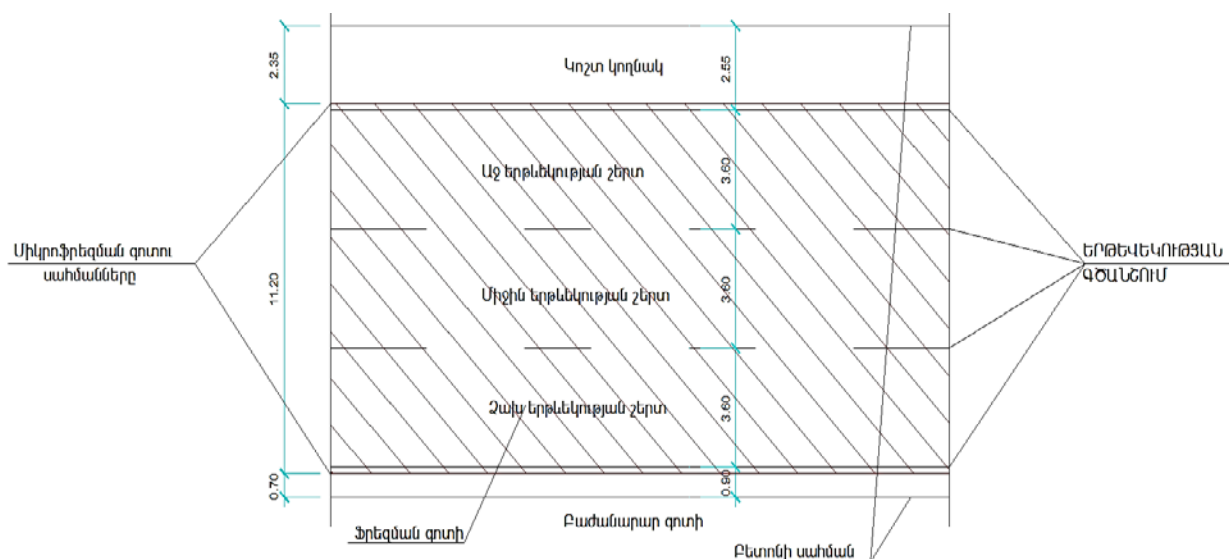 2.35
2.55
Կոշտ կողնակ
Աջ երթևեկության շերտ
3.60
Միկրոֆրեզման գոտու
սահմանները
11.20
ԵՐԹԵՎԵԿՈՒԹՅԱՆ
ԳԾԱՆՇՈՒՄ
Միջին երթևեկության շերտ
3.60
Ձախ երթևեկության շերտ
3.60
0.70
0.90
Ֆրեզման գոտի
Բաժանարար գոտի
Բետոնի սահման